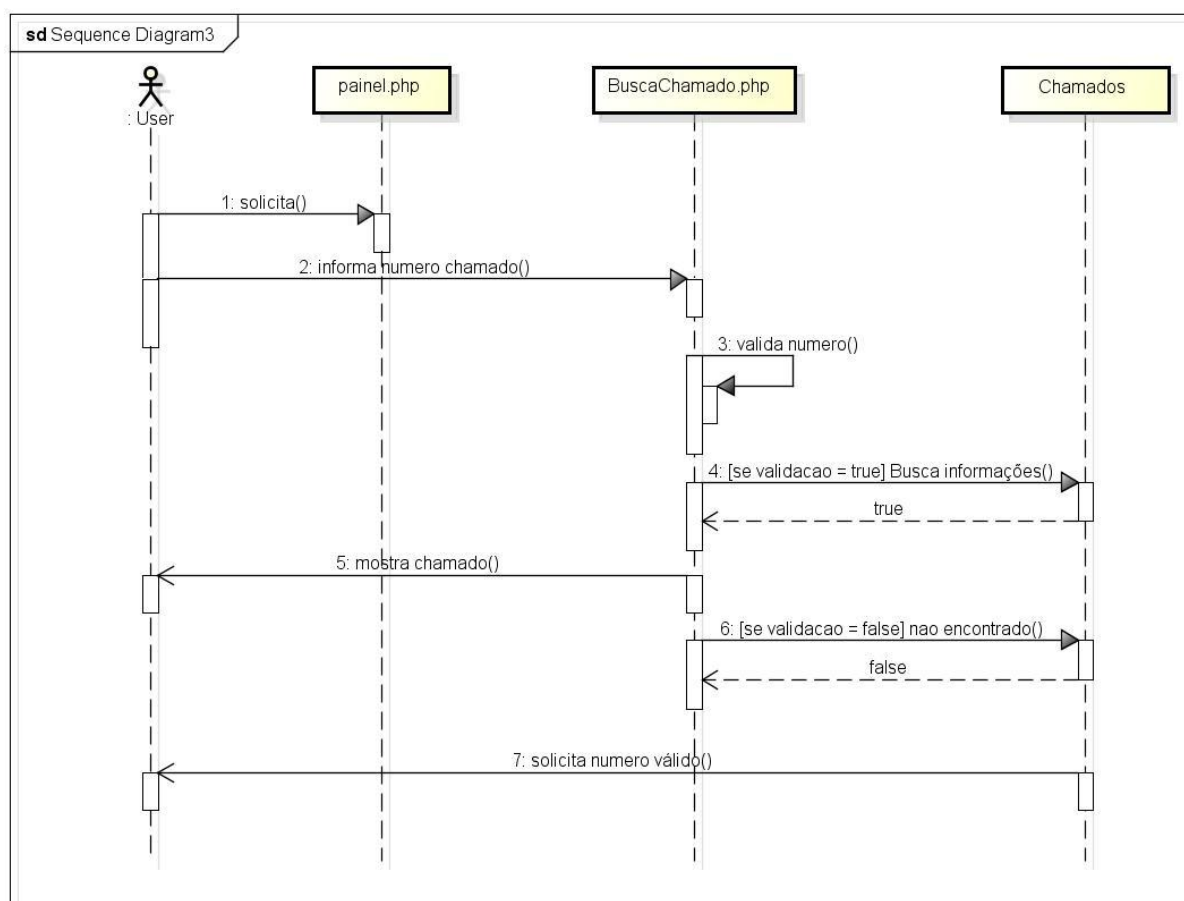 sd Sequence Diagram3
: User
painel.php
BuscaChamado.php
Chamados
1: solicita()
2: informa numero chamado()
3: valida numero()
4: [se validacao = true] Busca informações()
true
5: mostra chamado()
6: [se validacao = false] nao encontrado()
false
7: solicita numero válido()